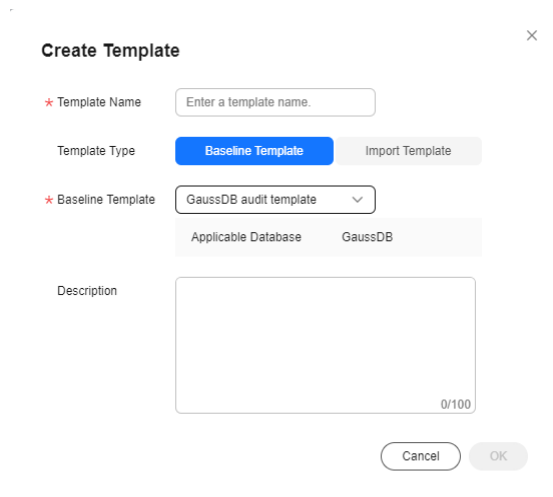 Create Template
* Template Name Enter a template name.
Template Type Baseline Template Import Template
* Baseline Template GaussDB audit template
Applicable Database GaussDB
Description
0/100
Cancel OK